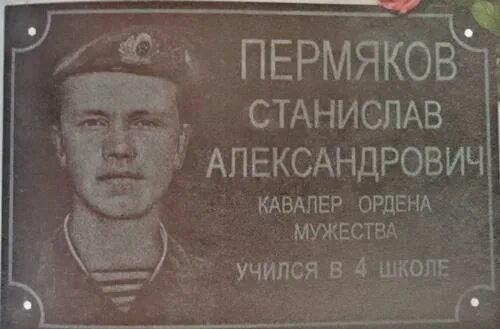 ПЕРМЯКОВ
СТАНИСЛАВ
АЛЕКСАНДРОВИЧ
КАВАЛЕР ОРДЕНА
МУЖЕСТВА
УЧИЛСЯ В 4 ШКОЛЕ